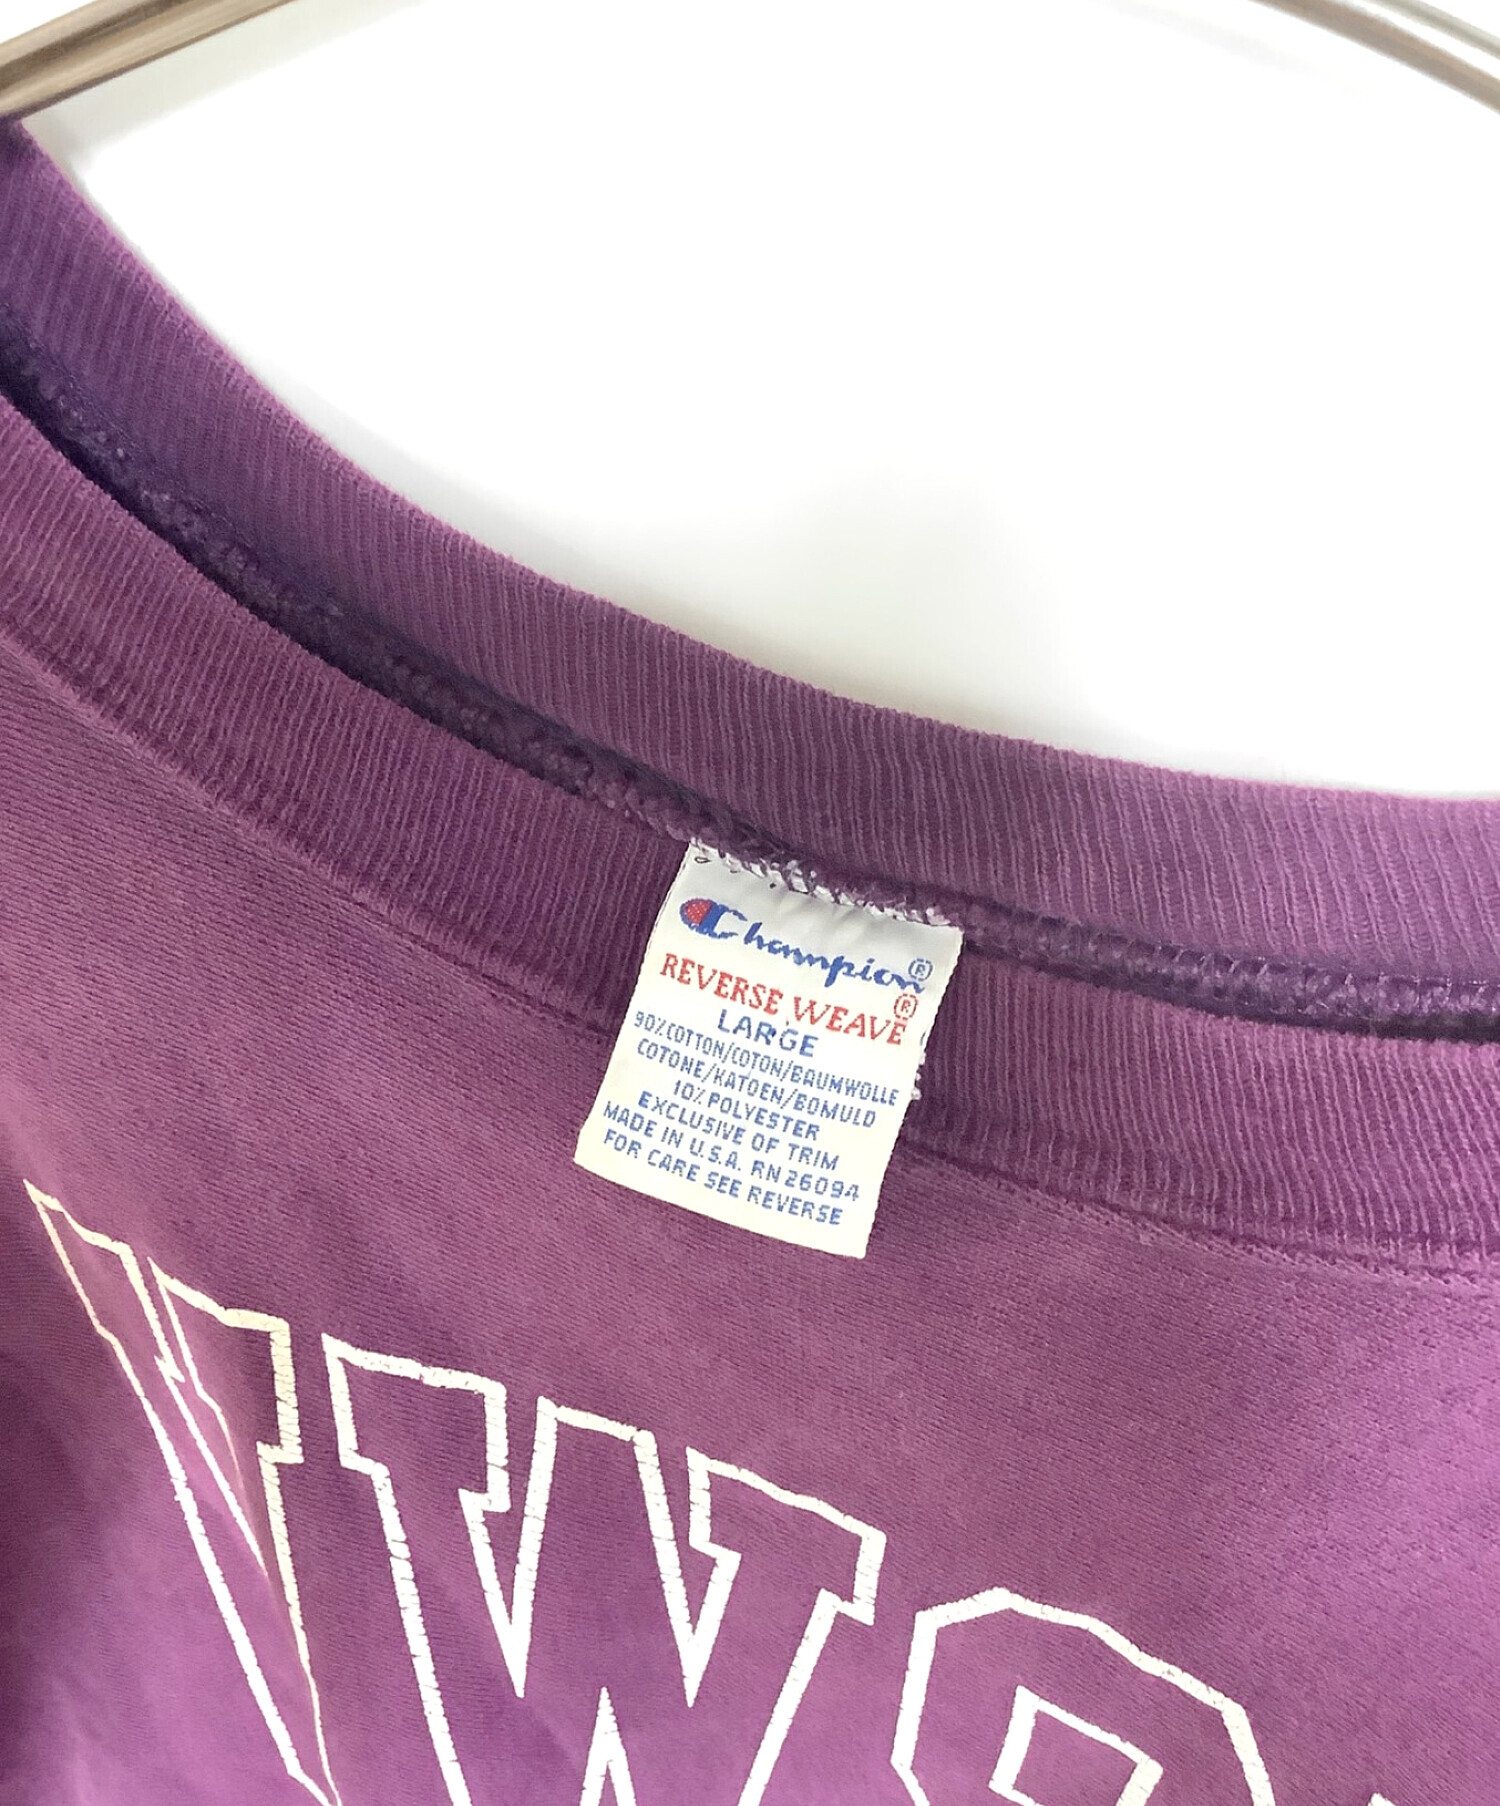 Champion®
REVERSE WEAVE®
LARGE
90% COTTON/COTON/BAUMWOLLE
COTONE/KATOEN/BOMULD
10% POLYESTER
EXCLUSIVE OF TRIM
MADE IN U.S.A. RN 26094
FOR CARE SEE REVERSE